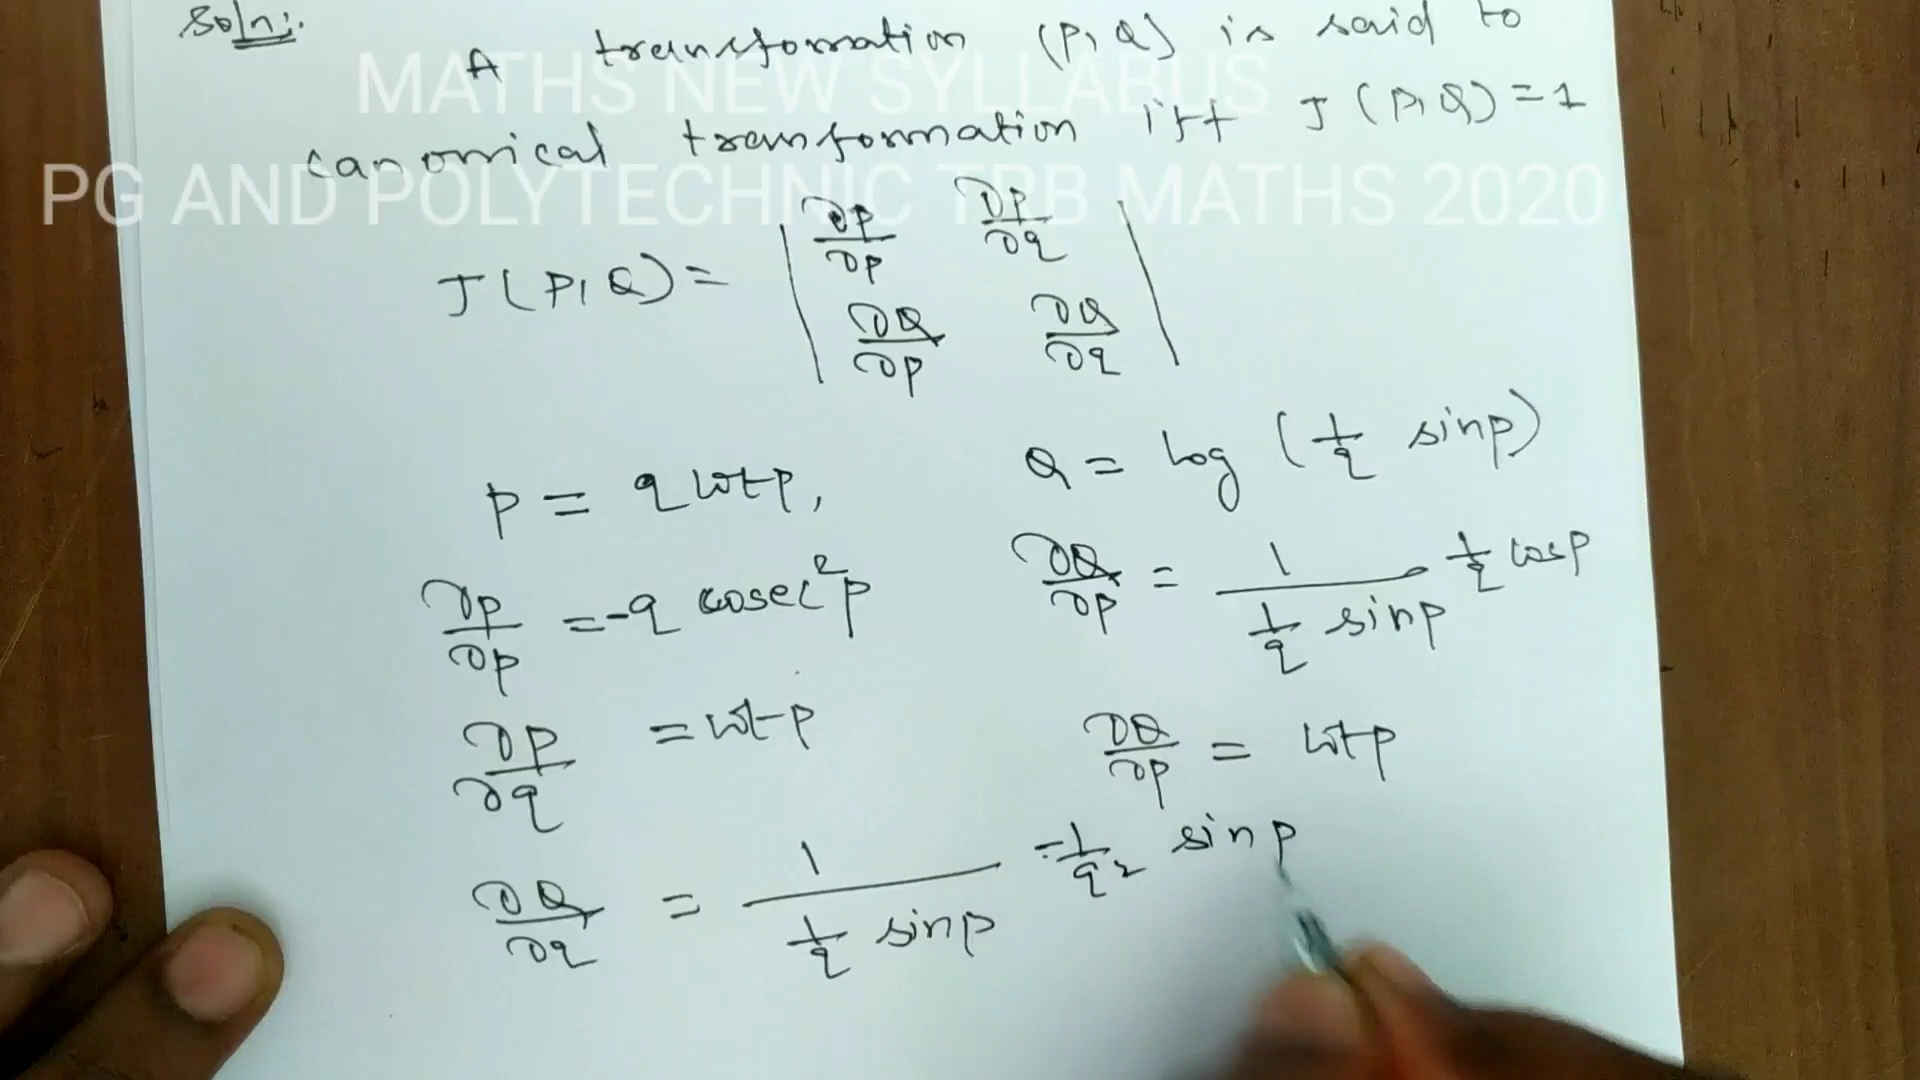 Soln:.
A transformation (P, Q) is said to
MATHS NEW SYLLABUS
canonical transformation iff J (P, Q) = 1
PG AND POLYTECHNIC TRB MATHS 2020
J(P, Q) = | ∂P/∂p ∂P/∂q |
| ∂Q/∂p ∂Q/∂q |
P = q cot p, Q = log (1/q sin p)
∂P/∂p = -q cosec² p ∂Q/∂p = 1/(1/q sin p) 1/q cos p
∂P/∂q = cot p ∂Q/∂p = cot p
∂Q/∂q = 1/(1/q sin p) -1/q² sin p